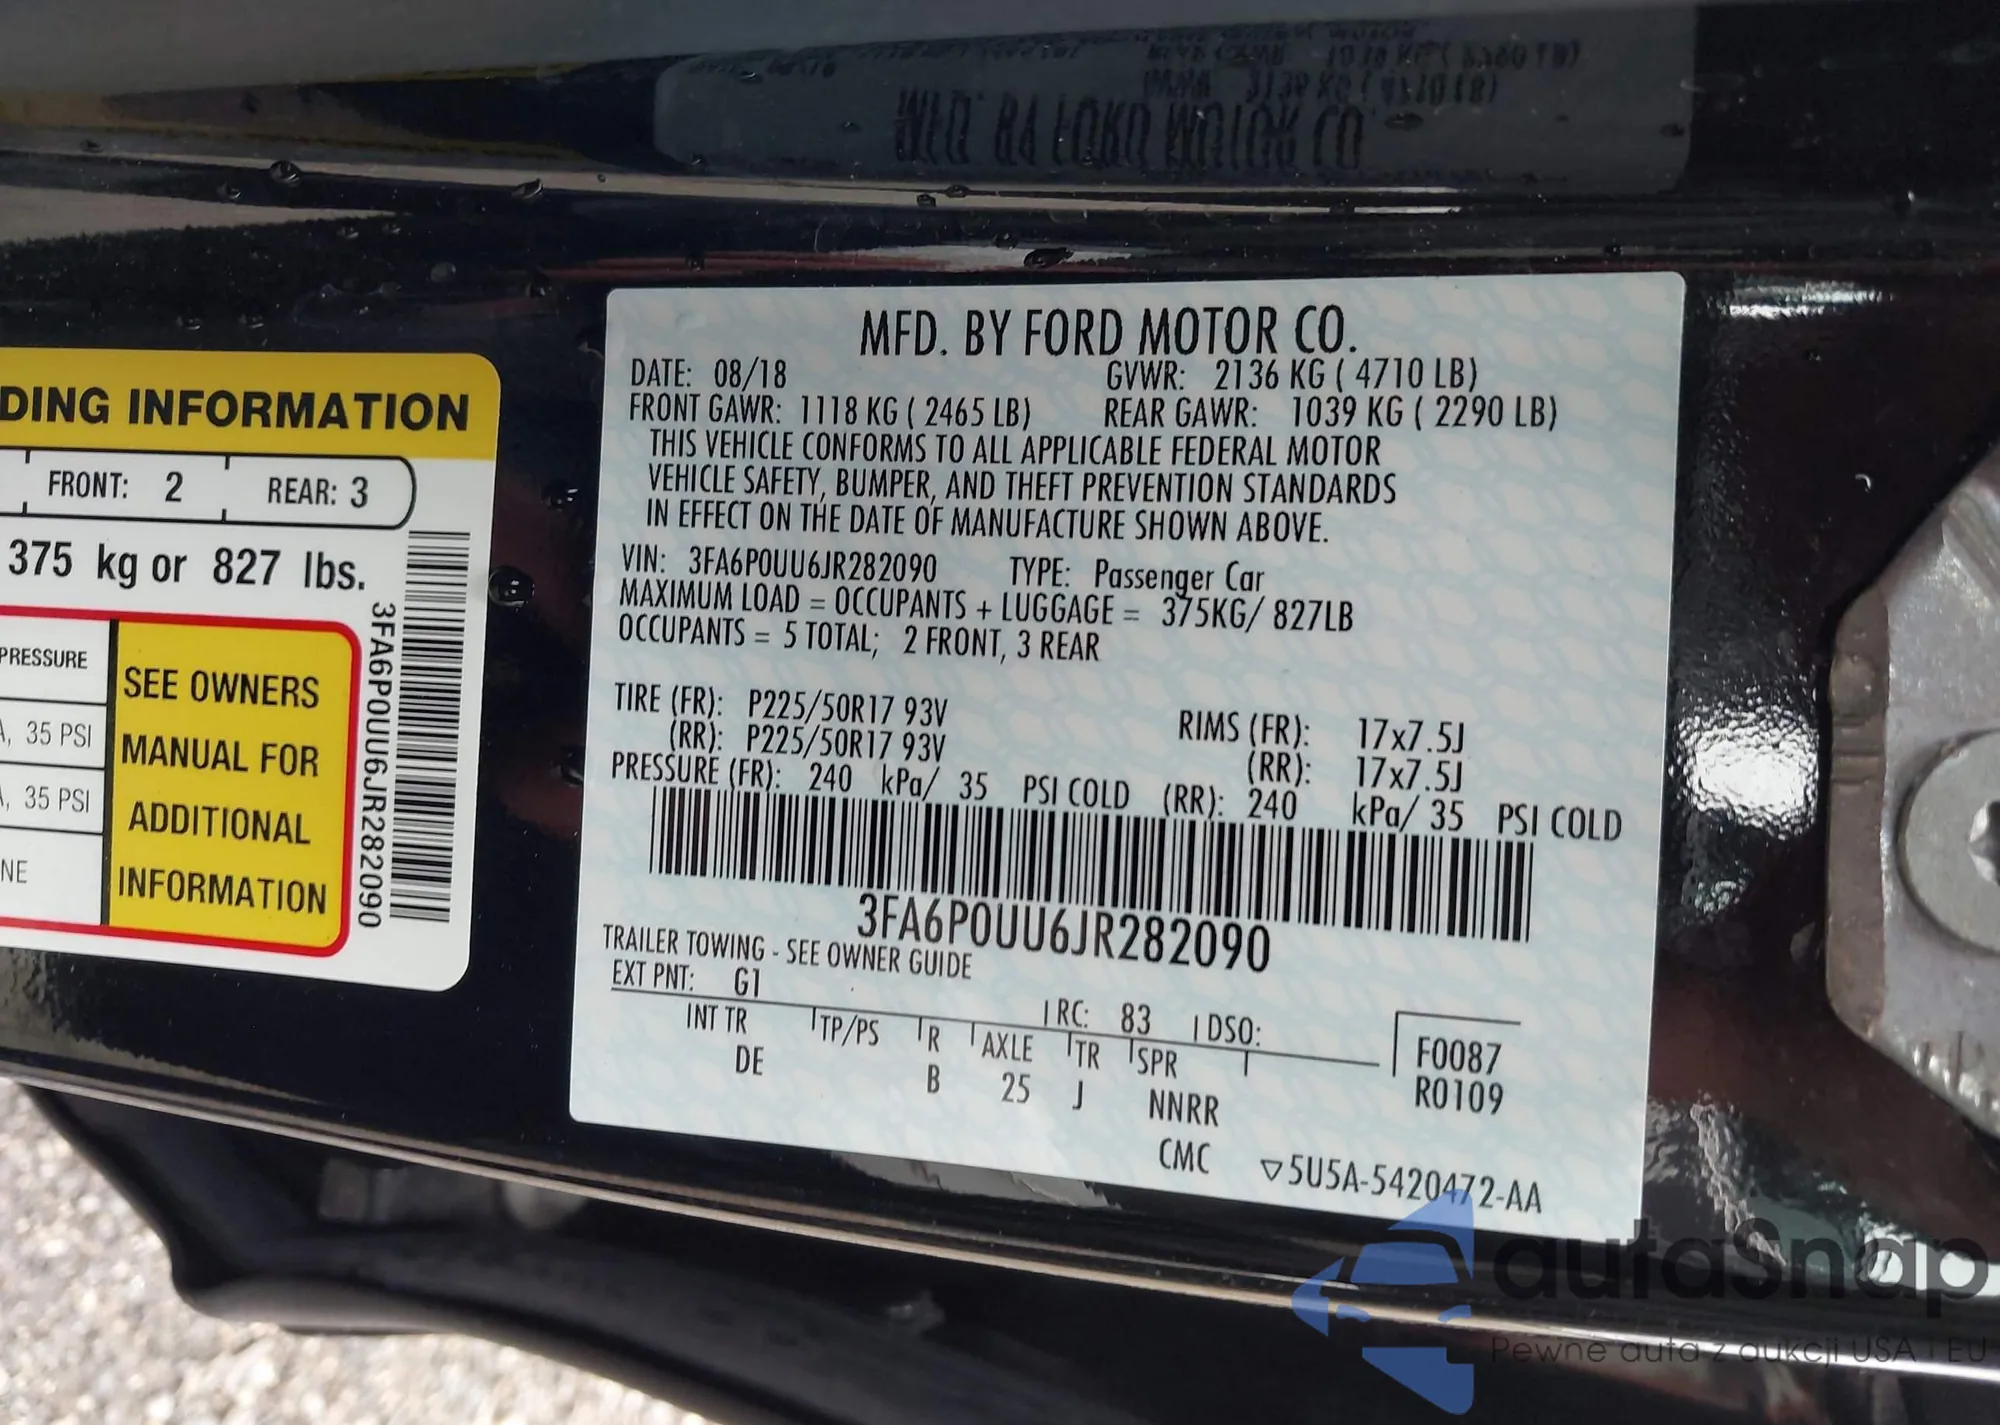 DING INFORMATION
FRONT: 2 REAR: 3
375 kg or 827 lbs.
PRESSURE
35 PSI
35 PSI
NE
SEE OWNERS
MANUAL FOR
ADDITIONAL
INFORMATION
3FA6P0UU6JR282090
MFD. BY FORD MOTOR CO.
DATE: 08/18 GVWR: 2136 KG ( 4710 LB)
FRONT GAWR: 1118 KG ( 2465 LB) REAR GAWR: 1039 KG ( 2290 LB)
THIS VEHICLE CONFORMS TO ALL APPLICABLE FEDERAL MOTOR
VEHICLE SAFETY, BUMPER, AND THEFT PREVENTION STANDARDS
IN EFFECT ON THE DATE OF MANUFACTURE SHOWN ABOVE.
VIN: 3FA6P0UU6JR282090 TYPE: Passenger Car
MAXIMUM LOAD = OCCUPANTS + LUGGAGE = 375KG/ 827LB
OCCUPANTS = 5 TOTAL; 2 FRONT, 3 REAR
TIRE (FR): P225/50R17 93V RIMS (FR): 17x7.5J
(RR): P225/50R17 93V (RR): 17x7.5J
PRESSURE (FR): 240 kPa/ 35 PSI COLD (RR): 240 kPa/ 35 PSI COLD
3FA6P0UU6JR282090
TRAILER TOWING - SEE OWNER GUIDE
EXT PNT: G1 RC: 83 DSO:
INT TR TP/PS R AXLE TR SPR F0087
DE B 25 J NNRR R0109
CMC ▽5U5A-5420472-AA
autaSnap
Pewne auta z aukcji USA i EU